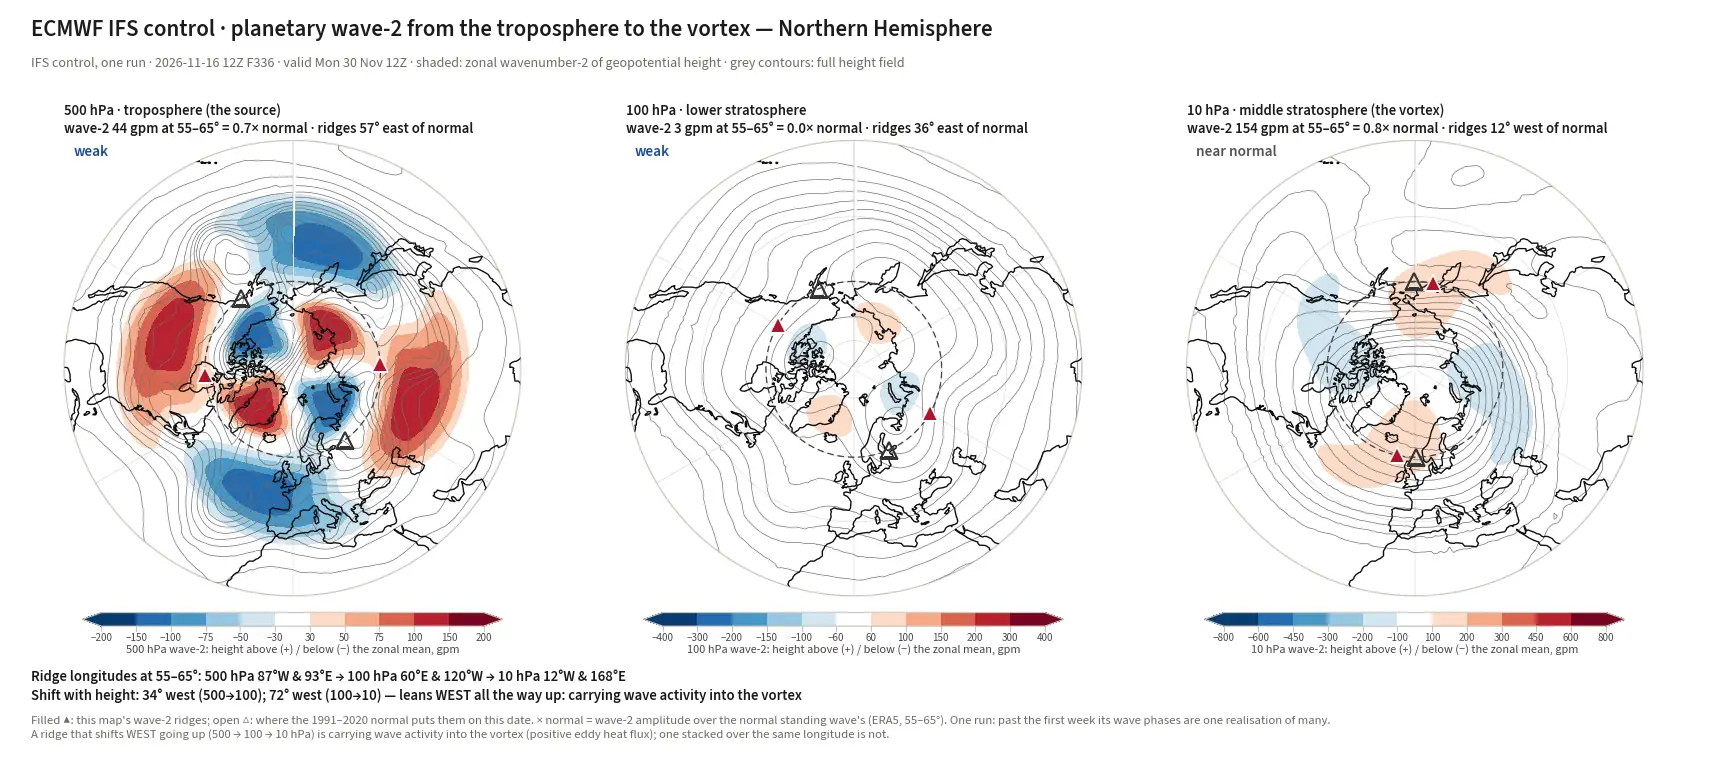 ECMWF IFS control · planetary wave-2 from the troposphere to the vortex — Northern Hemisphere
IFS control, one run · 2026-11-16 12Z F336 · valid Mon 30 Nov 12Z · shaded: zonal wavenumber-2 of geopotential height · grey contours: full height field
500 hPa · troposphere (the source)
wave-2 44 gpm at 55–65° = 0.7× normal · ridges 57° east of normal
weak
100 hPa · lower stratosphere
wave-2 3 gpm at 55–65° = 0.0× normal · ridges 36° east of normal
weak
10 hPa · middle stratosphere (the vortex)
wave-2 154 gpm at 55–65° = 0.8× normal · ridges 12° west of normal
near normal
−200 −150 −100 −75 −50 −30 30 50 75 100 150 200
500 hPa wave-2: height above (+) / below (−) the zonal mean, gpm
−400 −300 −200 −150 −100 −60 60 100 150 200 300 400
100 hPa wave-2: height above (+) / below (−) the zonal mean, gpm
−800 −600 −450 −300 −200 −100 100 200 300 450 600 800
10 hPa wave-2: height above (+) / below (−) the zonal mean, gpm
Ridge longitudes at 55–65°: 500 hPa 87°W & 93°E → 100 hPa 60°E & 120°W → 10 hPa 12°W & 168°E
Shift with height: 34° west (500→100); 72° west (100→10) — leans WEST all the way up: carrying wave activity into the vortex
Filled ▲: this map's wave-2 ridges; open △: where the 1991–2020 normal puts them on this date. × normal = wave-2 amplitude over the normal standing wave's (ERA5, 55–65°). One run: past the first week its wave phases are one realisation of many.
A ridge that shifts WEST going up (500 → 100 → 10 hPa) is carrying wave activity into the vortex (positive eddy heat flux); one stacked over the same longitude is not.